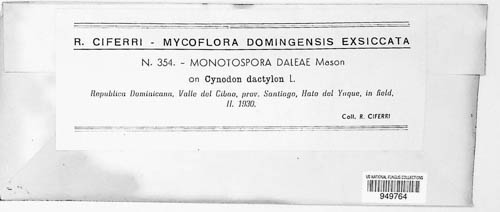 R. CIFERRI - MYCOFLORA DOMINGENSIS EXSICCATA
N. 354. - MONOTOSPORA DALEAE Mason
on Cynodon dactylon L.
Republica Dominicana, Valle del Cibao, prov. Santiago, Hato del Yaque, in field,
II. 1930.
Coll. R. CIFERRI
US NATIONAL FUNGUS COLLECTIONS
949764